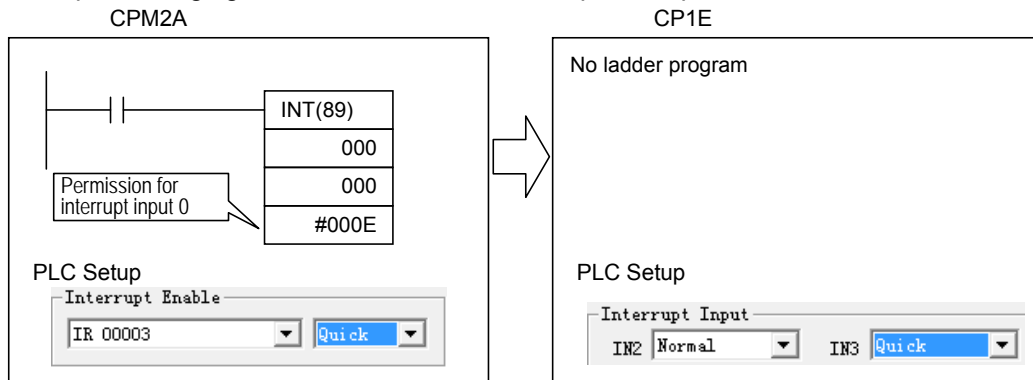 CPM2A
INT(89)
000
000
#000E
Permission for
interrupt input 0
PLC Setup
Interrupt Enable
IR 00003
Quick
CP1E
No ladder program
PLC Setup
Interrupt Input
IN2 Normal IN3 Quick